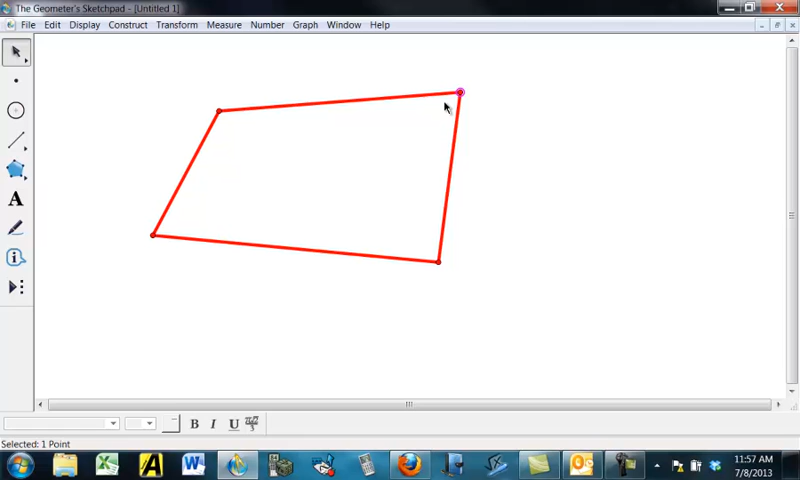 The Geometer's Sketchpad - [Untitled 1]
File Edit Display Construct Transform Measure Number Graph Window Help
A
B I U
Selected: 1 Point
11:57 AM
7/8/2013